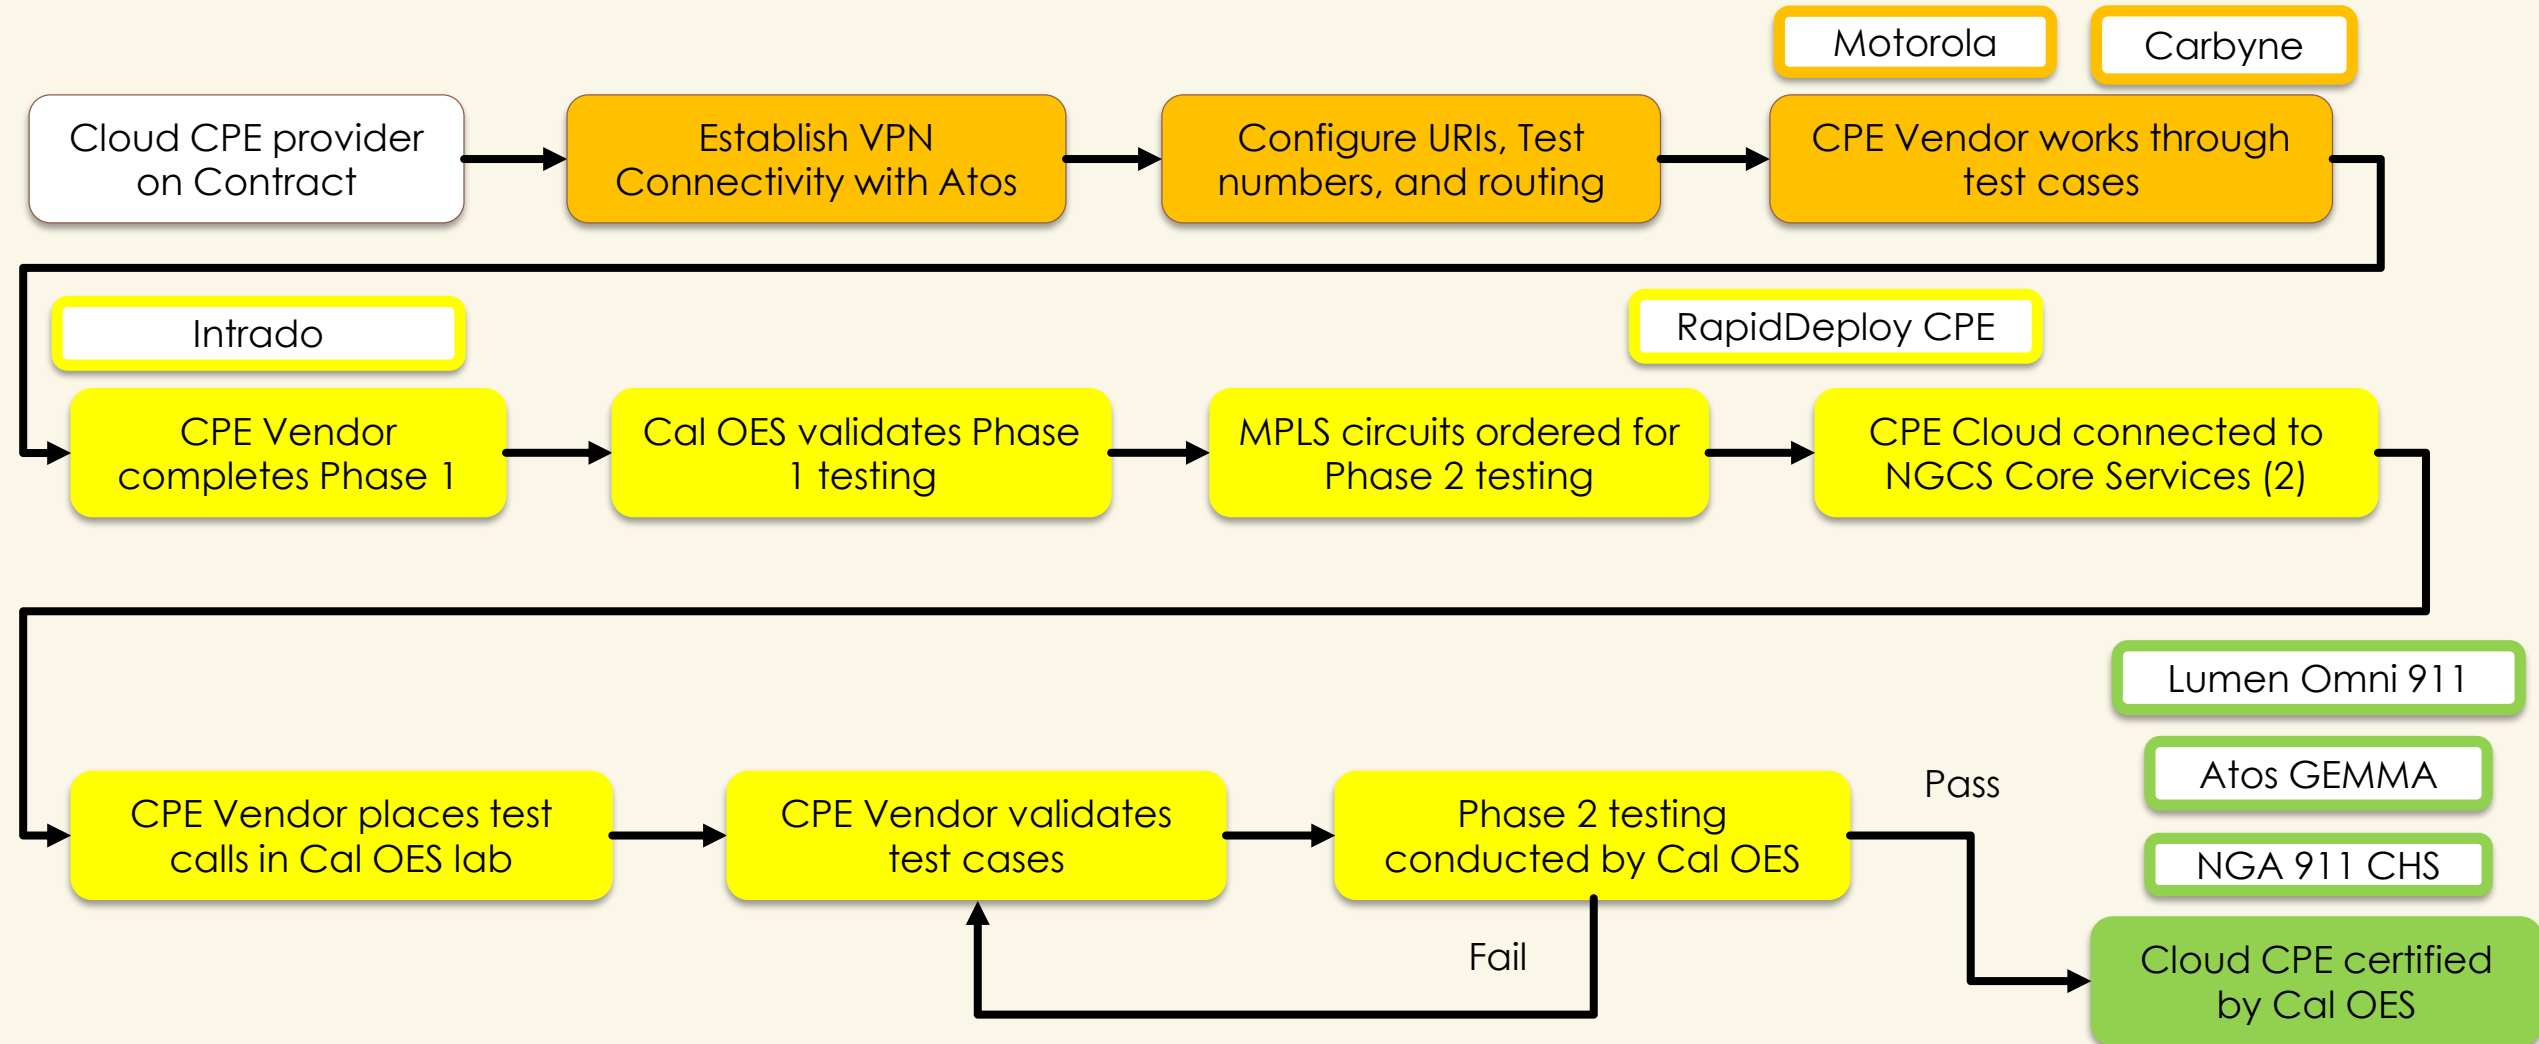 Motorola
Carbyne
Cloud CPE provider
on Contract
Establish VPN
Connectivity with Atos
Configure URIs, Test
numbers, and routing
CPE Vendor works through
test cases
Intrado
RapidDeploy CPE
CPE Vendor
completes Phase 1
Cal OES validates Phase
1 testing
MPLS circuits ordered for
Phase 2 testing
CPE Cloud connected to
NGCS Core Services (2)
Lumen Omni 911
Atos GEMMA
NGA 911 CHS
CPE Vendor places test
calls in Cal OES lab
CPE Vendor validates
test cases
Phase 2 testing
conducted by Cal OES
Pass
Fail
Cloud CPE certified
by Cal OES